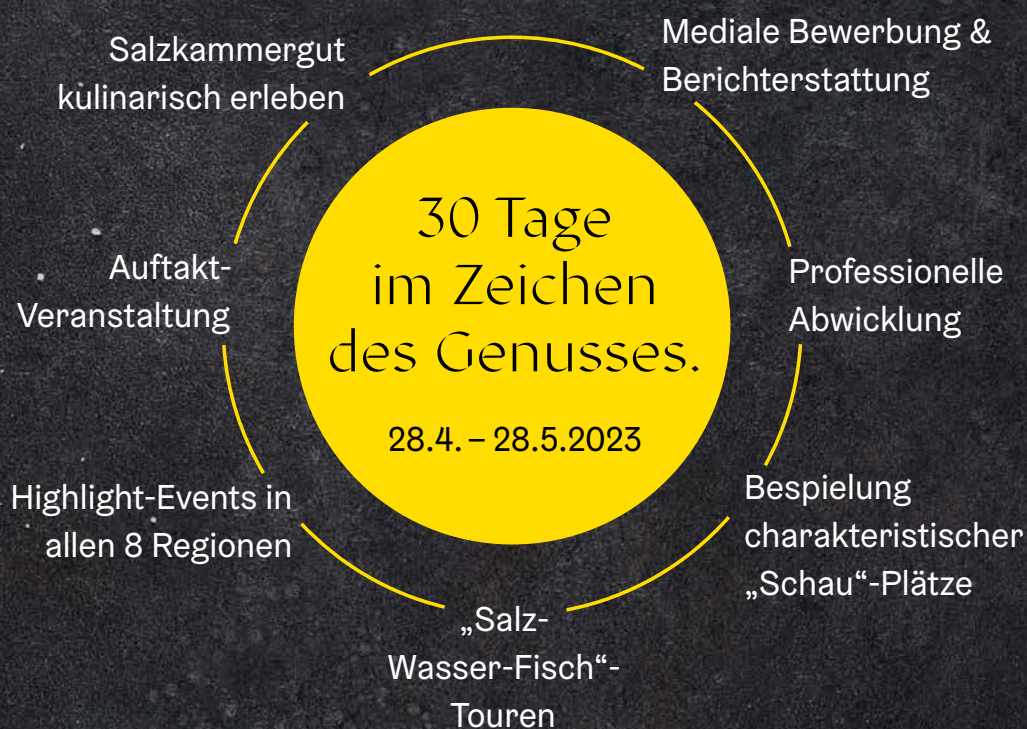 Salzkammergut
kulinarisch erleben
Mediale Bewerbung &
Berichterstattung
30 Tage
im Zeichen
des Genusses.
28.4. – 28.5.2023
Auftakt-
Veranstaltung
Professionelle
Abwicklung
Highlight-Events in
allen 8 Regionen
Bespielung
charakteristischer
„Schau“-Plätze
„Salz-
Wasser-Fisch“-
Touren